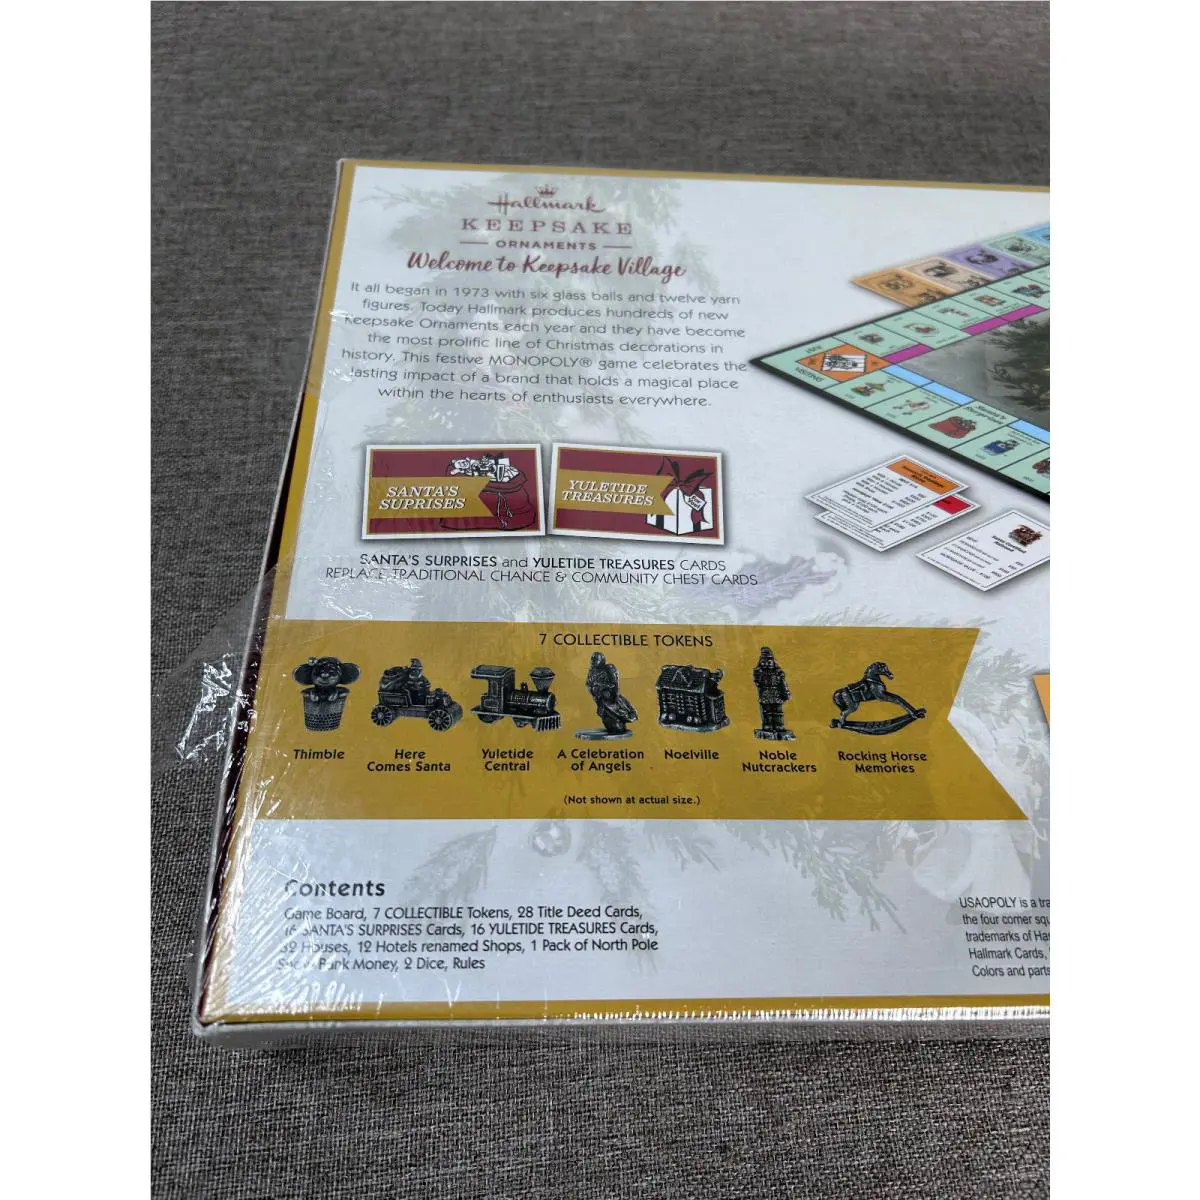 Hallmark
KEEPSAKE
ORNAMENTS
Welcome to Keepsake Village
It all began in 1973 with six glass balls and twelve yarn
figures. Today Hallmark produces hundreds of new
Keepsake Ornaments each year and they have become
the most prolific line of Christmas decorations in
history. This festive MONOPOLY® game celebrates the
lasting impact of a brand that holds a magical place
within the hearts of enthusiasts everywhere.
JUST
VISITING
SANTA'S
SUPRISES
YULETIDE
TREASURES
SANTA'S SURPRISES and YULETIDE TREASURES CARDS
REPLACE TRADITIONAL CHANCE & COMMUNITY CHEST CARDS
7 COLLECTIBLE TOKENS
Thimble
Here
Comes Santa
Yuletide
Central
A Celebration
of Angels
Noelville
Noble
Nutcrackers
Rocking Horse
Memories
(Not shown at actual size.)
Contents
Game Board, 7 COLLECTIBLE Tokens, 28 Title Deed Cards,
16 SANTA'S SURPRISES Cards, 16 YULETIDE TREASURES Cards,
32 Houses, 12 Hotels renamed Shops, 1 Pack of North Pole
Snow Bank Money, 2 Dice, Rules
USAOPOLY is a tra
the four corner squ
trademarks of Has
Hallmark Cards,
Colors and parts